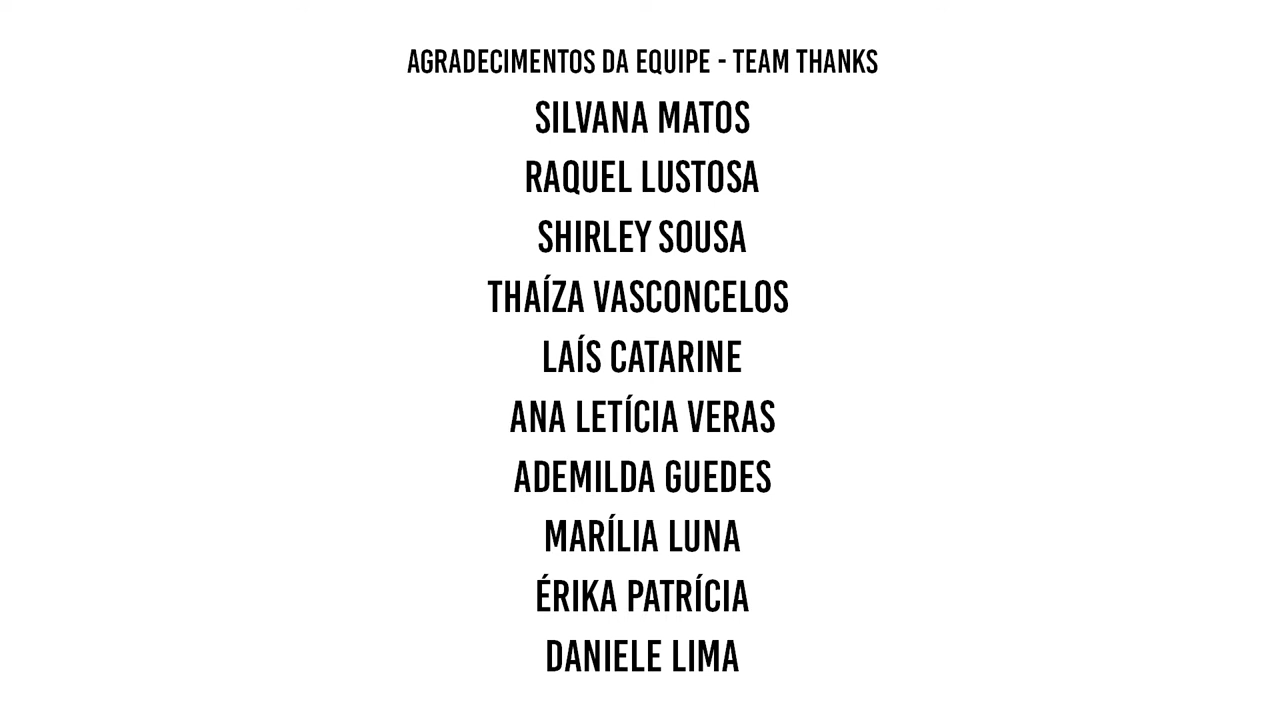 AGRADECIMENTOS DA EQUIPE - TEAM THANKS
SILVANA MATOS
RAQUEL LUSTOSA
SHIRLEY SOUSA
THAÍZA VASCONCELOS
LAÍS CATARINE
ANA LETÍCIA VERAS
ADEMILDA GUEDES
MARÍLIA LUNA
ÉRIKA PATRÍCIA
DANIELE LIMA